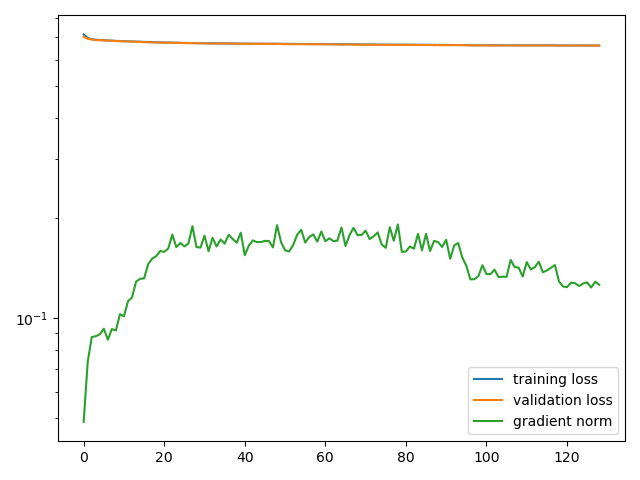 10⁻¹
0 20 40 60 80 100 120
training loss
validation loss
gradient norm